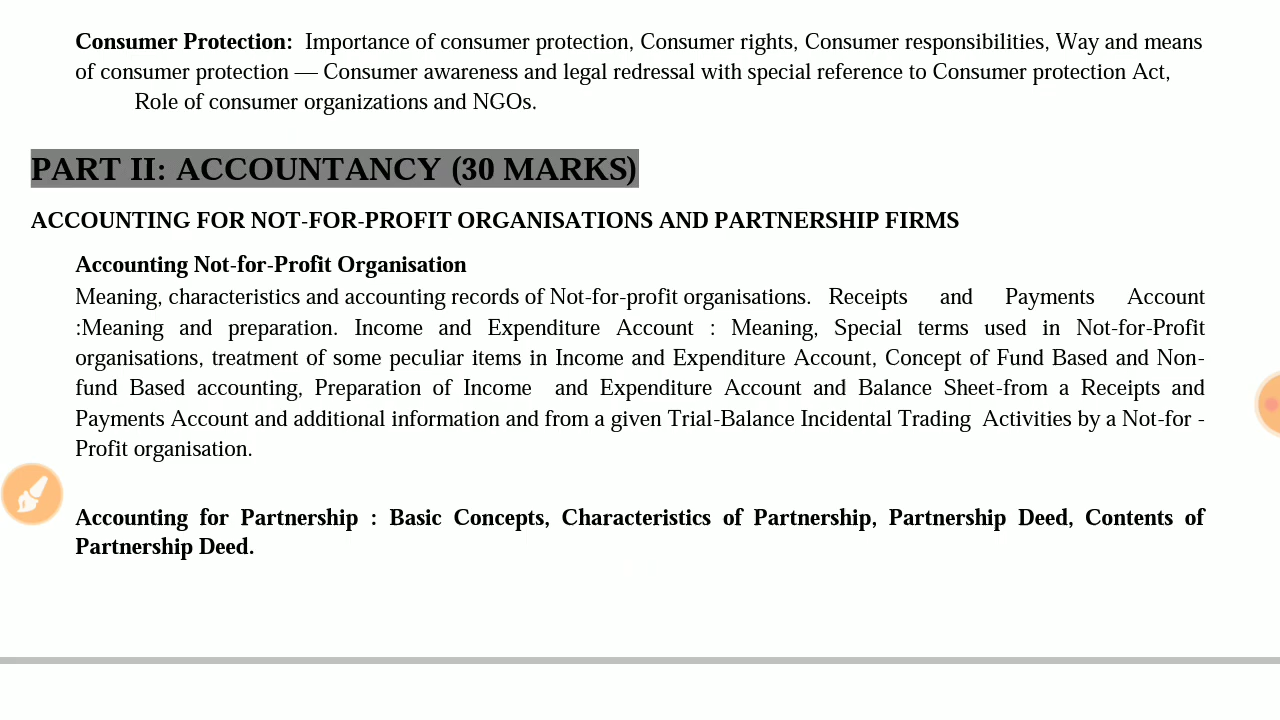 Consumer Protection: Importance of consumer protection, Consumer rights, Consumer responsibilities, Way and means
of consumer protection — Consumer awareness and legal redressal with special reference to Consumer protection Act,
Role of consumer organizations and NGOs.
PART II: ACCOUNTANCY (30 MARKS)
ACCOUNTING FOR NOT-FOR-PROFIT ORGANISATIONS AND PARTNERSHIP FIRMS
Accounting Not-for-Profit Organisation
Meaning, characteristics and accounting records of Not-for-profit organisations. Receipts and Payments Account
:Meaning and preparation. Income and Expenditure Account : Meaning, Special terms used in Not-for-Profit
organisations, treatment of some peculiar items in Income and Expenditure Account, Concept of Fund Based and Non-
fund Based accounting, Preparation of Income and Expenditure Account and Balance Sheet-from a Receipts and
Payments Account and additional information and from a given Trial-Balance Incidental Trading Activities by a Not-for -
Profit organisation.
Accounting for Partnership : Basic Concepts, Characteristics of Partnership, Partnership Deed, Contents of
Partnership Deed.